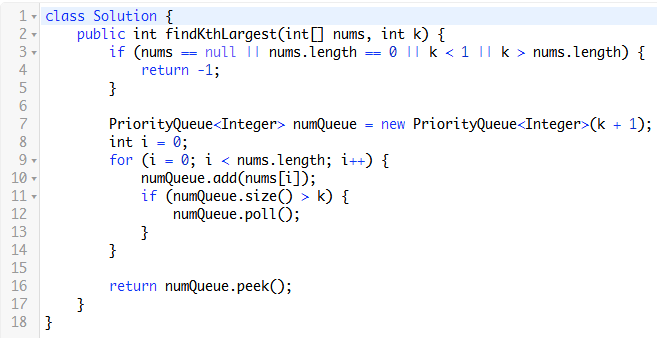 1 class Solution {
2     public int findKthLargest(int[] nums, int k) {
3         if (nums == null || nums.length == 0 || k < 1 || k > nums.length) {
4             return -1;
5         }
6
7         PriorityQueue<Integer> numQueue = new PriorityQueue<Integer>(k + 1);
8         int i = 0;
9         for (i = 0; i < nums.length; i++) {
10             numQueue.add(nums[i]);
11             if (numQueue.size() > k) {
12                 numQueue.poll();
13             }
14         }
15
16         return numQueue.peek();
17     }
18 }